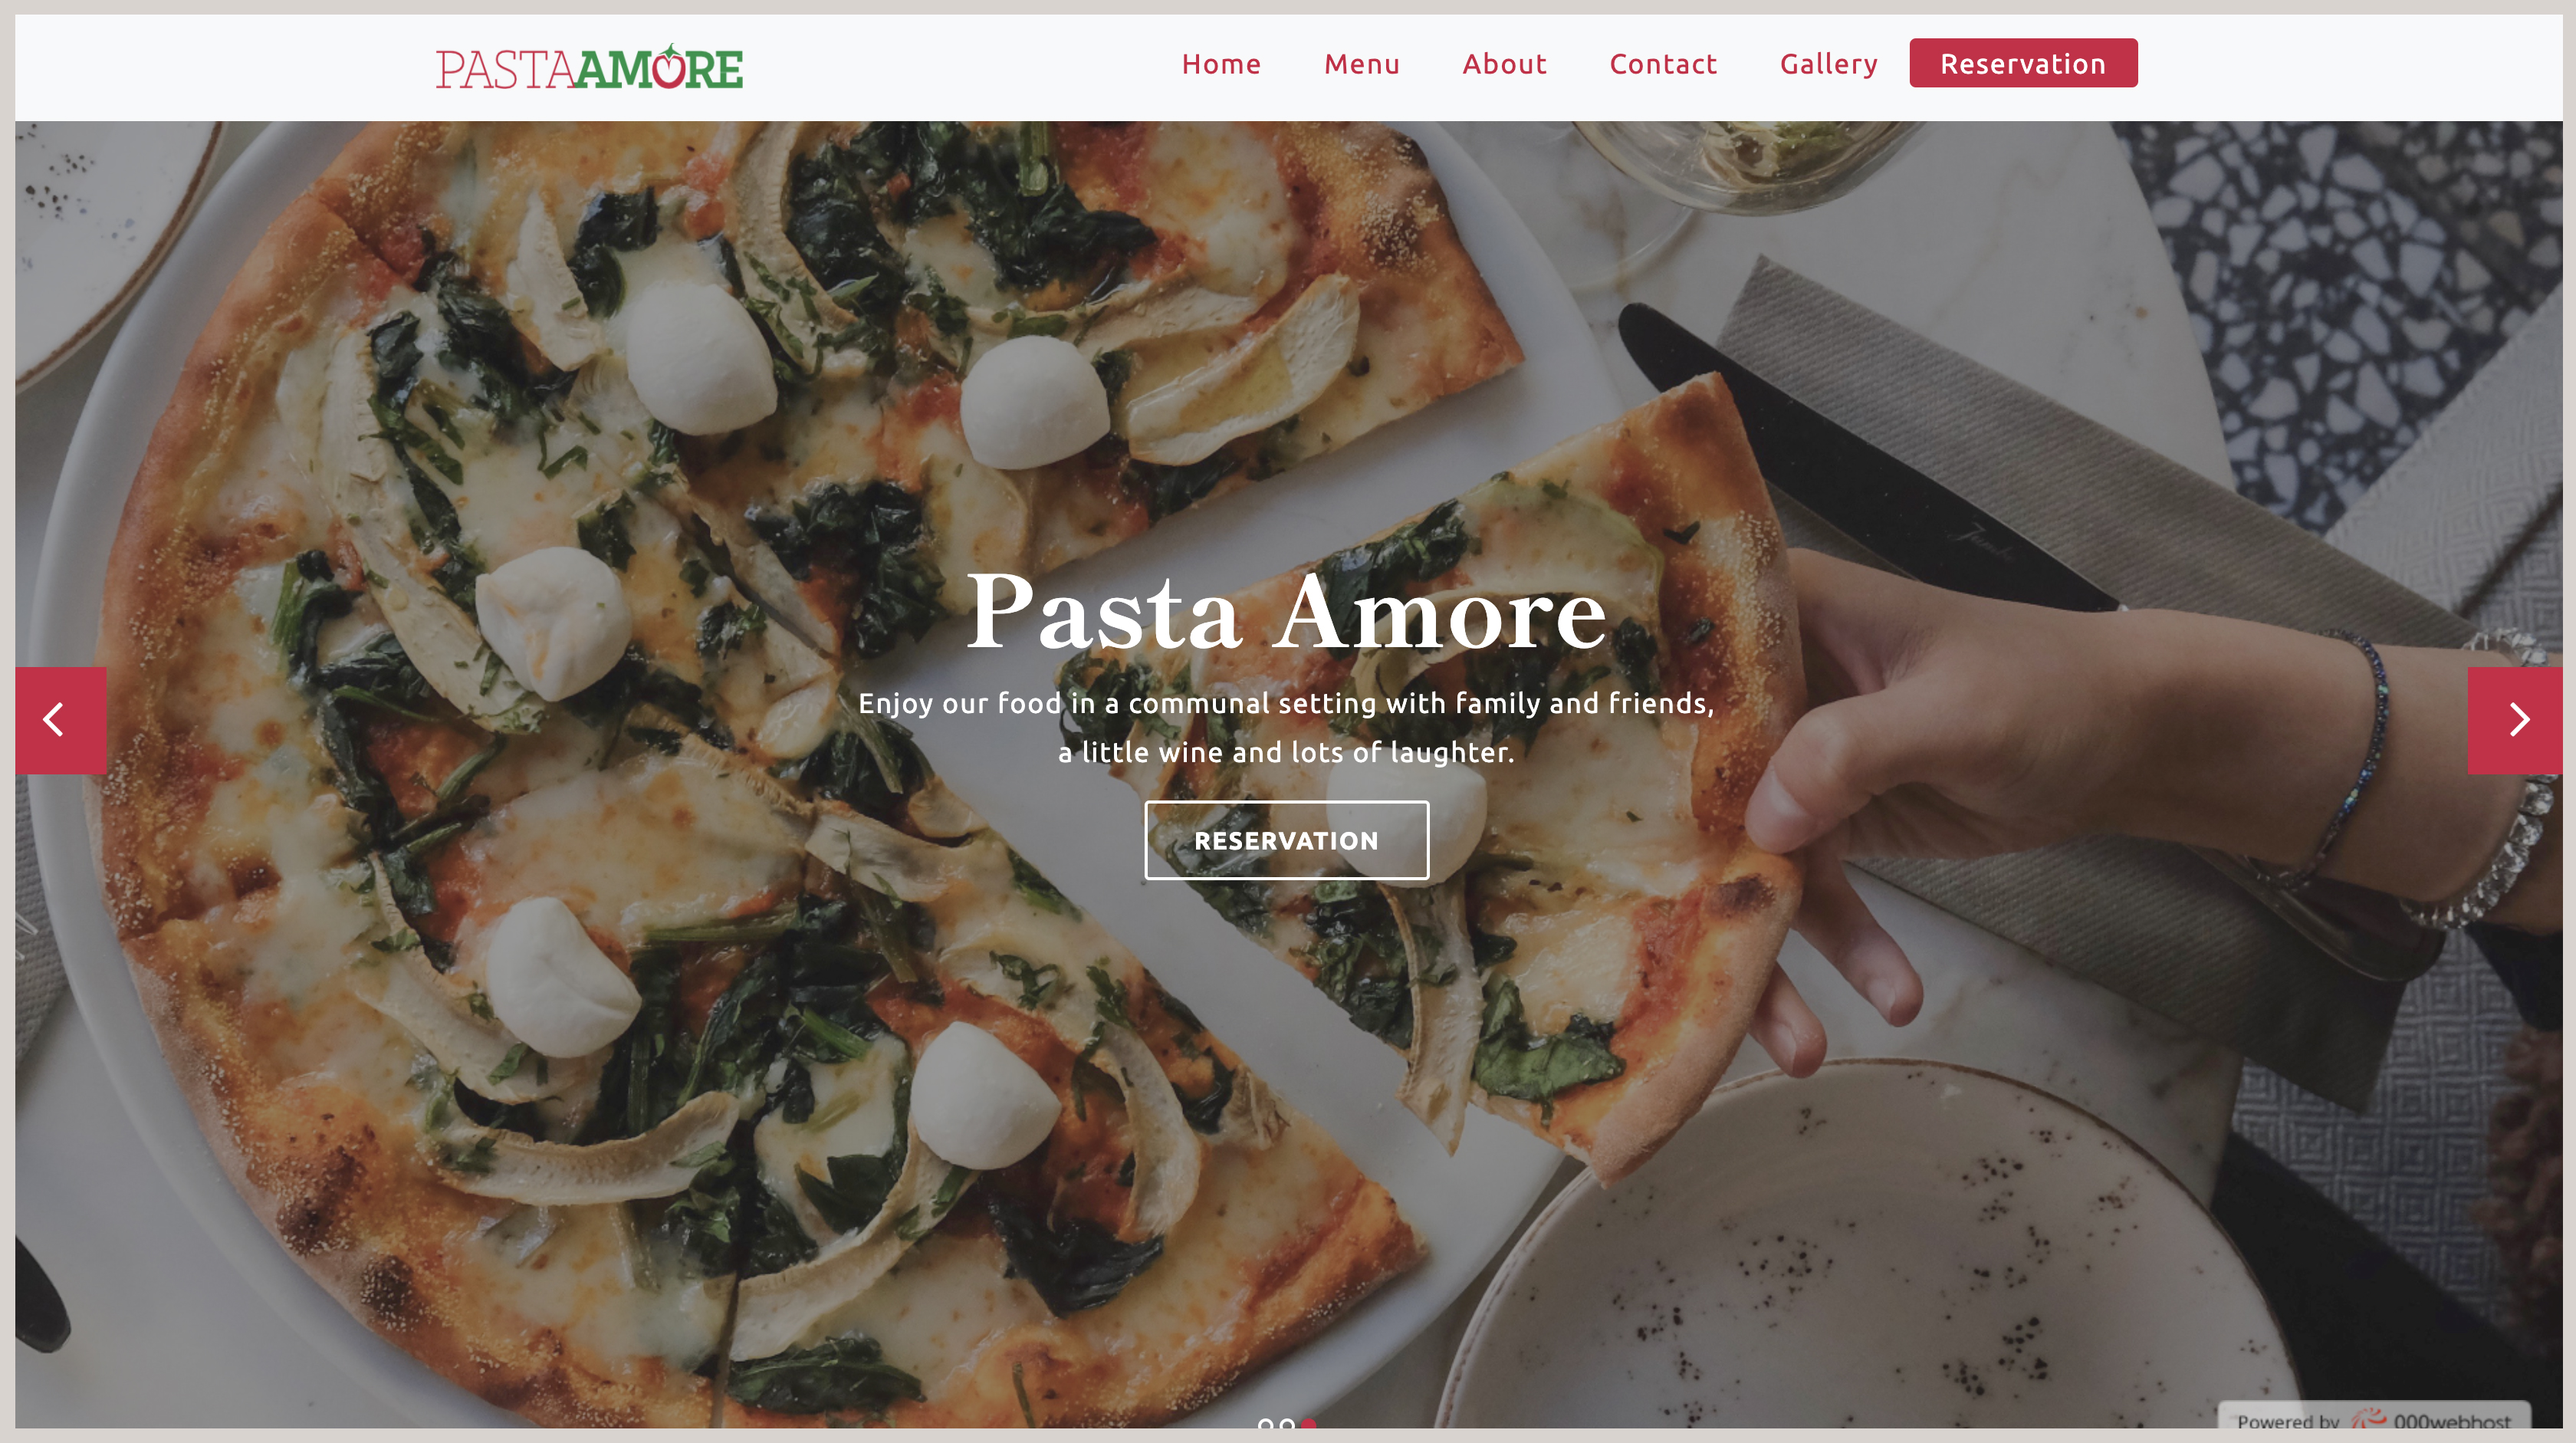 PASTAAMORE
Home Menu About Contact Gallery Reservation
Pasta Amore
Enjoy our food in a communal setting with family and friends,
a little wine and lots of laughter.
RESERVATION
Powered by 000webhost